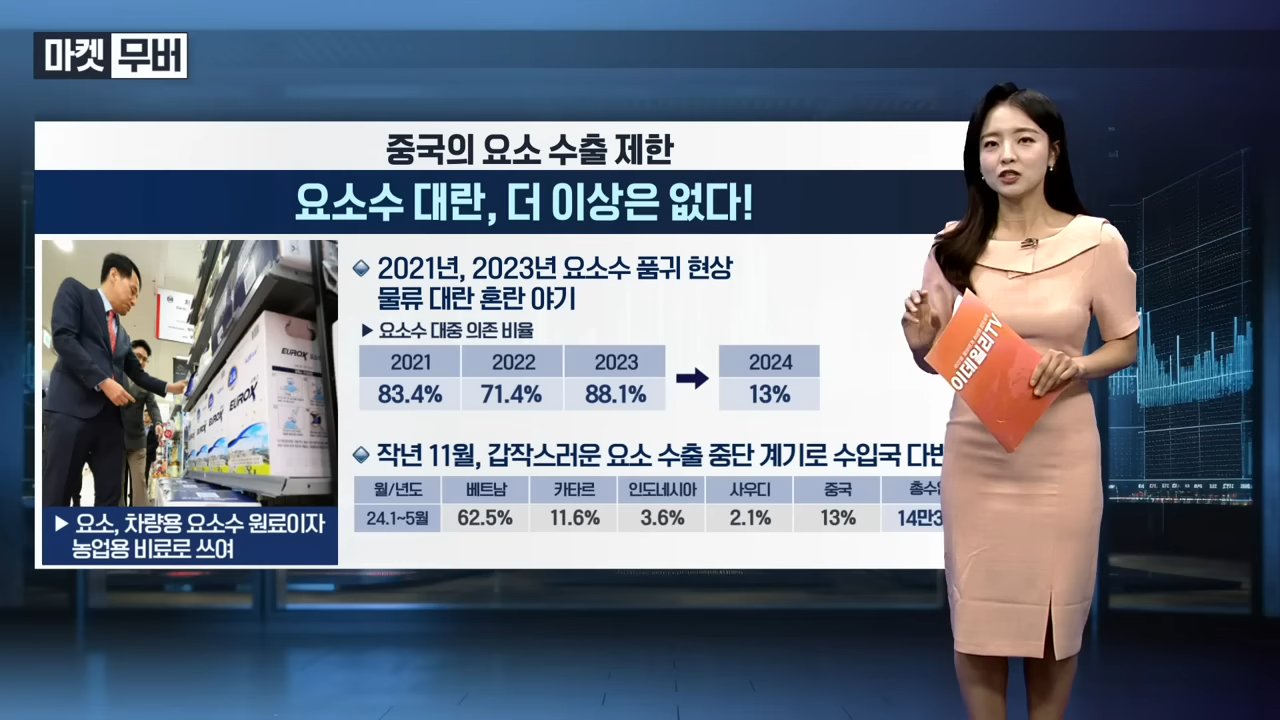 마켓무버
중국의 요소 수출 제한
요소수 대란, 더 이상은 없다!
2021년, 2023년 요소수 품귀 현상
물류 대란 혼란 야기
▶ 요소수 대중 의존 비율
2021 2022 2023 2024
83.4% 71.4% 88.1% 13%
작년 11월, 갑작스러운 요소 수출 중단 계기로 수입국
월/년도 베트남 카타르 인도네시아 사우디 중국
24.1~5월 62.5% 11.6% 3.6% 2.1% 13%
EUROX
EUROX
EUROX
▶ 요소, 차량용 요소수 원료이자
농업용 비료로 쓰여
이데일리TV